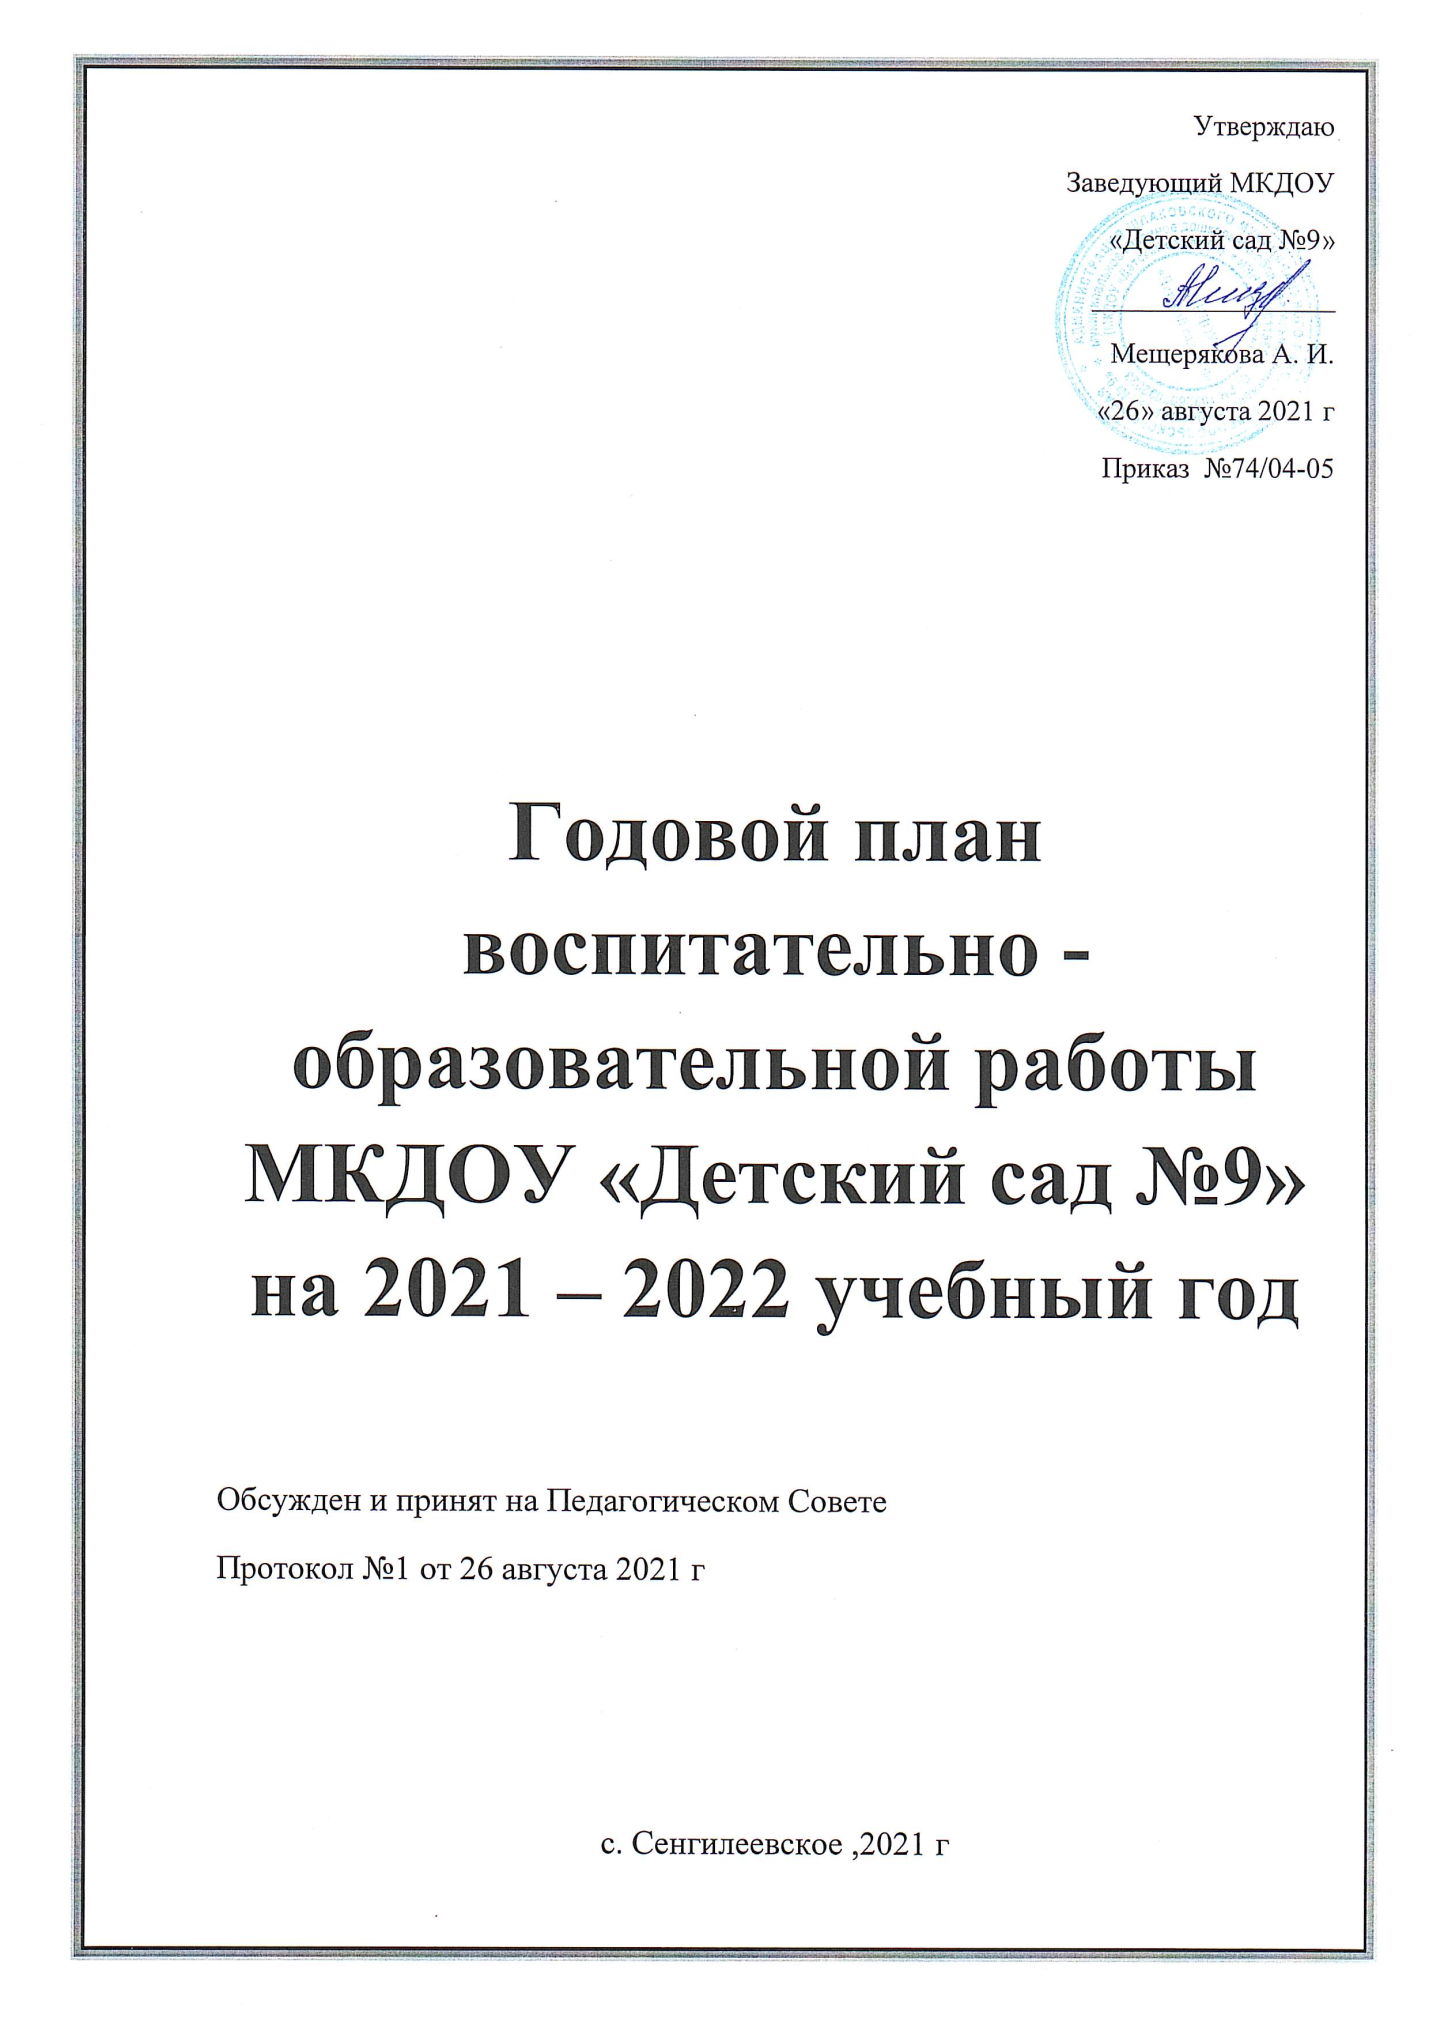 Утверждаю
Заведующий МКДОУ
«Детский сад №9»
Мещерякова А. И.
«26» августа 2021 г
Приказ №74/04-05
Годовой план
воспитательно -
образовательной работы
МКДОУ «Детский сад №9»
на 2021 – 2022 учебный год
Обсужден и принят на Педагогическом Совете
Протокол №1 от 26 августа 2021 г
с. Сенгилеевское ,2021 г